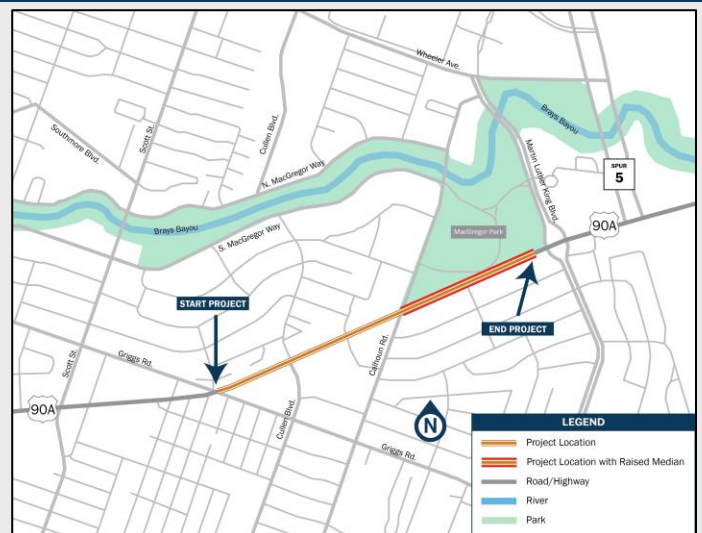 Wheeler Ave.
Brays Bayou
Cullen Blvd.
Scott St.
Southmore Blvd.
N. MacGregor Way
Martin Luther King Blvd.
SPUR
5
90A
Brays Bayou
S. MacGregor Way
MacGregor Park
START PROJECT
END PROJECT
Griggs Rd.
Scott St.
Calhoun Rd.
90A
Cullen Blvd.
N
Griggs Rd.
LEGEND
Project Location
Project Location with Raised Median
Road/Highway
River
Park